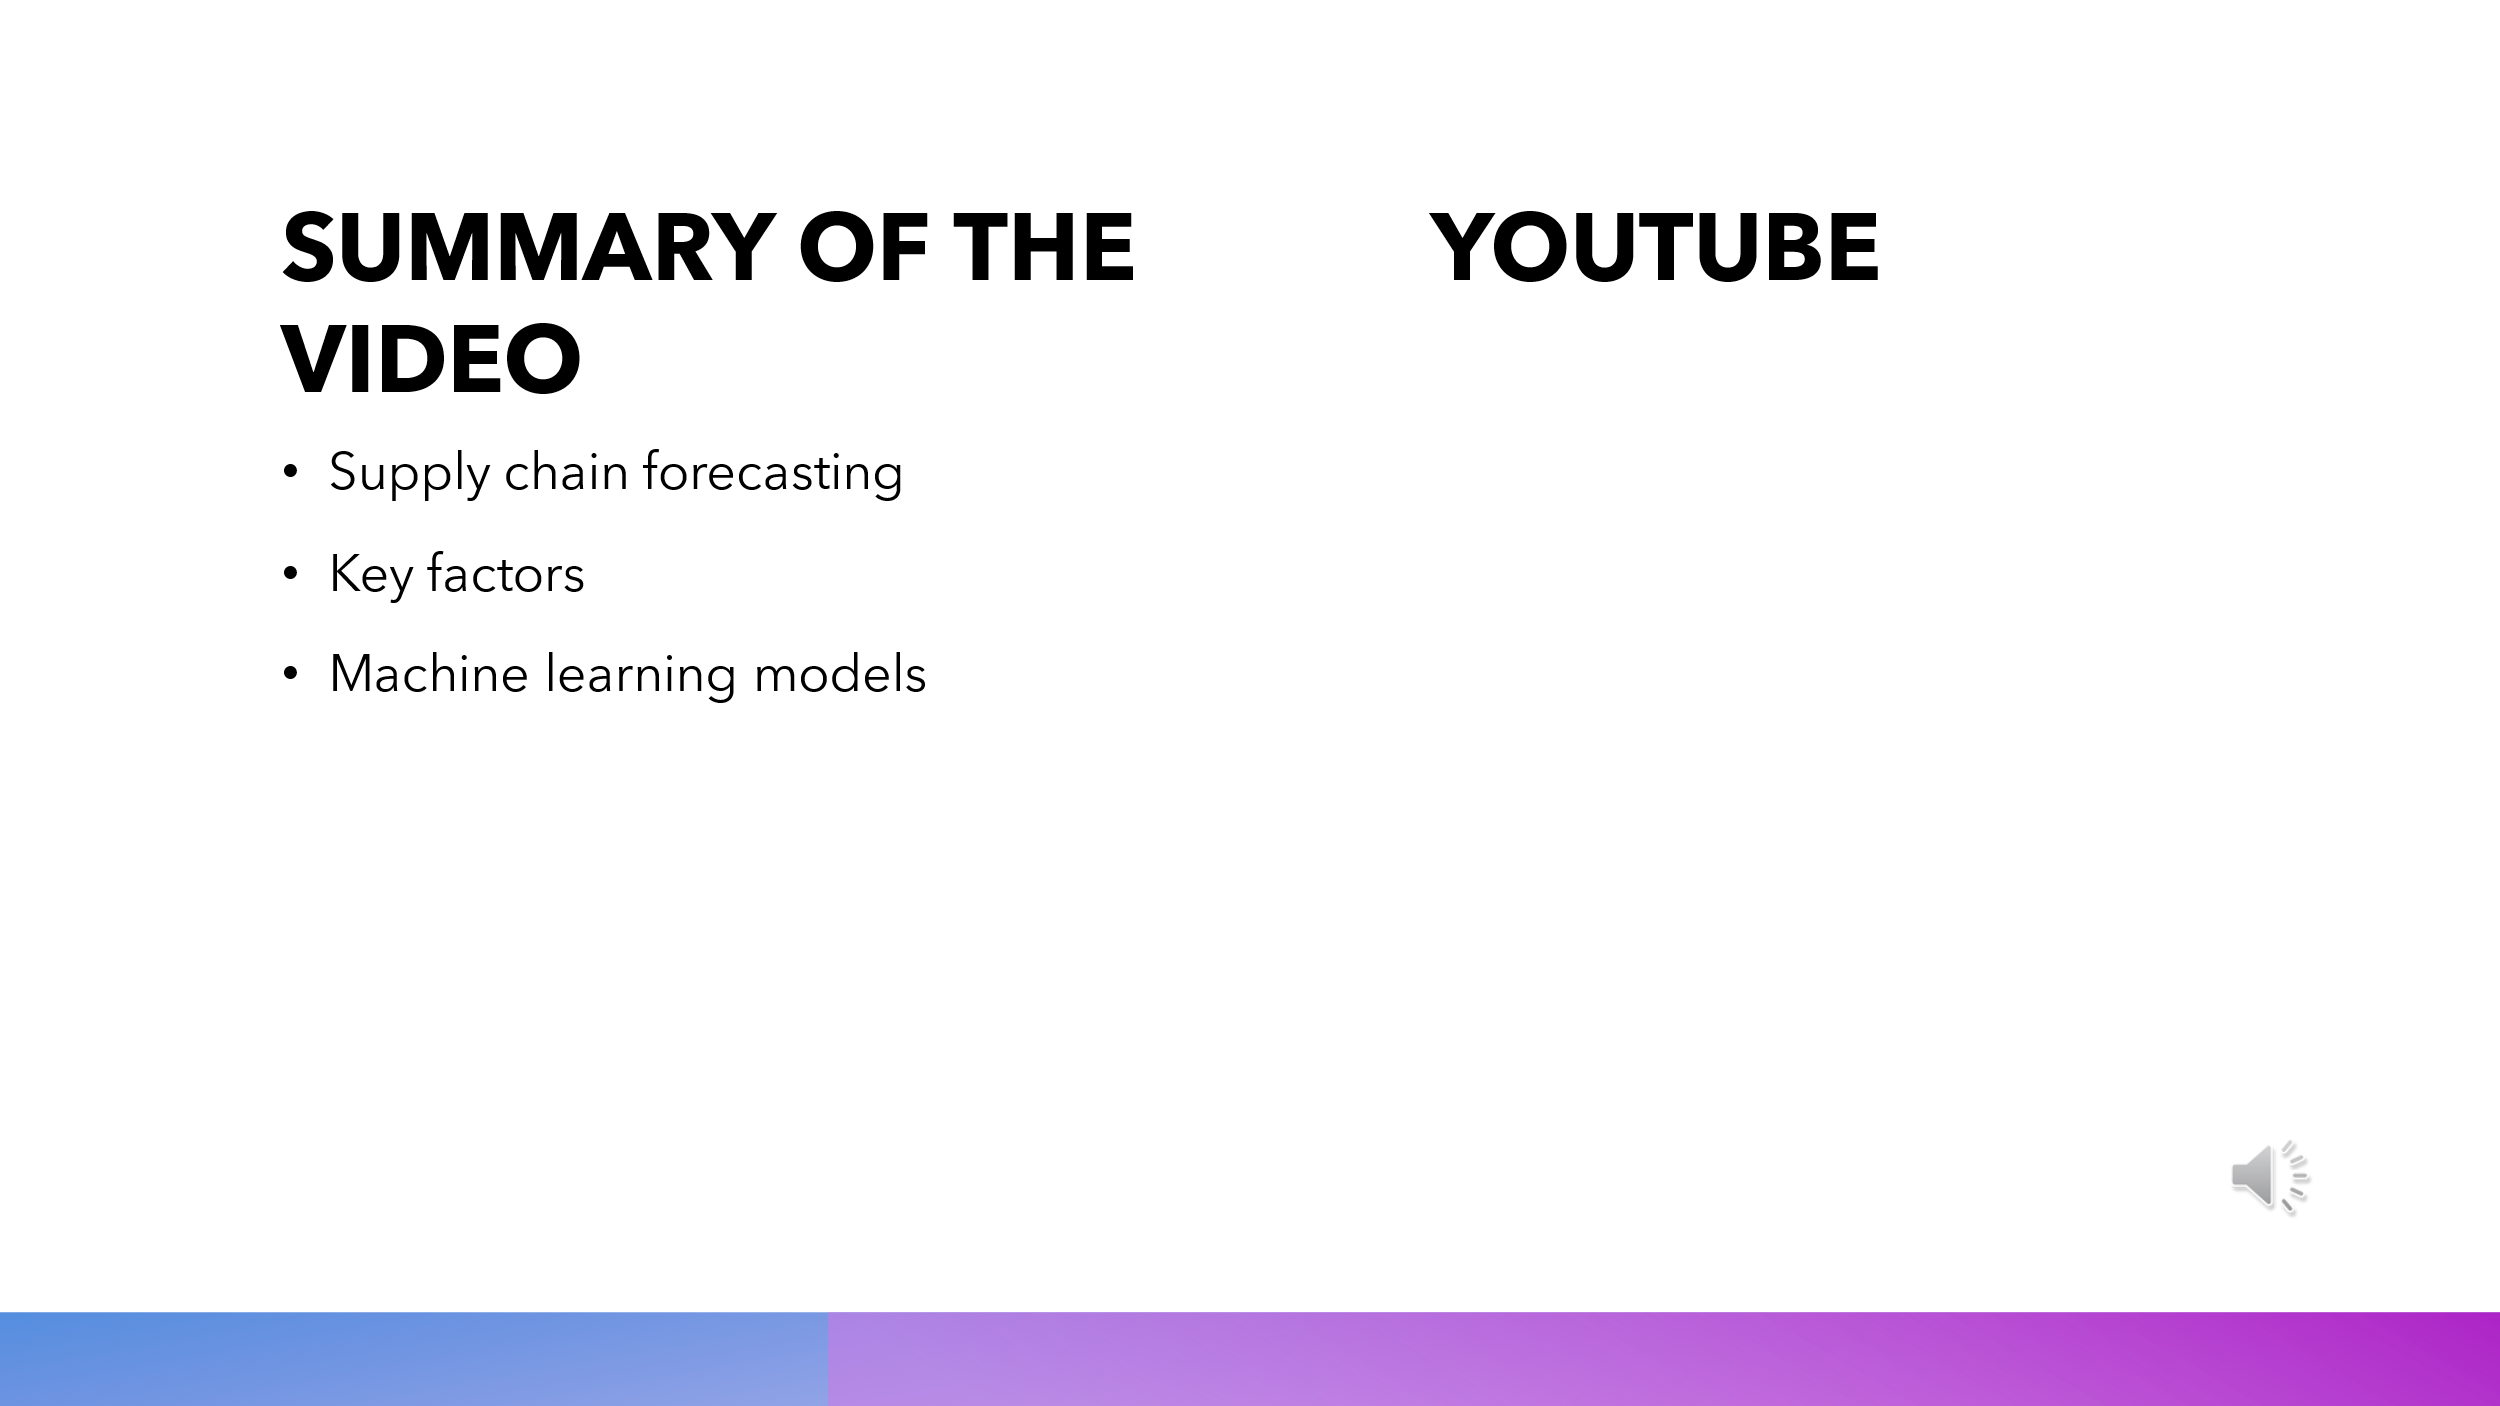 SUMMARY OF THE YOUTUBE
VIDEO
• Supply chain forecasting
• Key factors
• Machine learning models